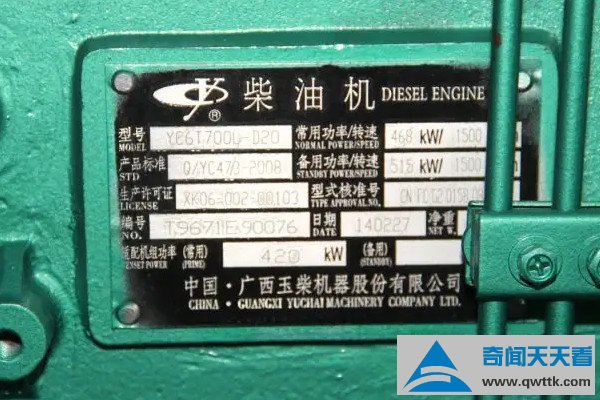 ® 柴油机 DIESEL ENGINE
型号 YC6T700L-D20 常用功率/转速 468 kW/ 1500
MODEL NORMAL POWER/SPEED
产品标准 Q/YC473-2008 备用功率/转速 515 kW/ 1500
STD STANDBY POWER/SPEED
生产许可证 XK06-002-00103 型式核准号
LICENSE TYPE APPROVAL NO.
编号 日期 140227 净重
NO. DATE NET W.
适配机组功率 (常用) 420 kW (备用)
GENSET POWER (PRIME) (STANDBY)
中国·广西玉柴机器股份有限公司
CHINA · GUANGXI YUCHAI MACHINERY COMPANY LTD.
奇闻天天看
www.qwttk.com